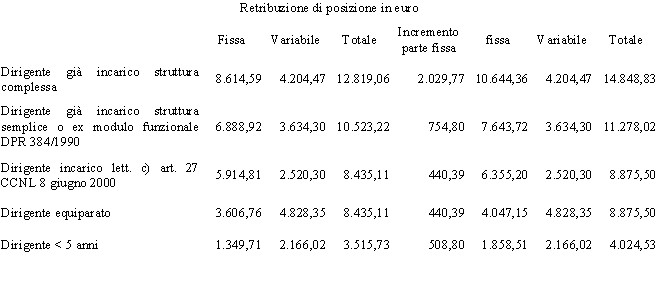 Retribuzione di posizione in euro
Fissa Variabile Totale Incremento parte fissa fissa Variabile Totale
Dirigente già incarico struttura complessa 8.614,59 4.204,47 12.819,06 2.029,77 10.644,36 4.204,47 14.848,83
Dirigente già incarico struttura semplice o ex modulo funzionale DPR 384/1990 6.888,92 3.634,30 10.523,22 754,80 7.643,72 3.634,30 11.278,02
Dirigente incarico lett. c) art. 27 CCNL 8 giugno 2000 5.914,81 2.520,30 8.435,11 440,39 6.355,20 2.520,30 8.875,50
Dirigente equiparato 3.606,76 4.828,35 8.435,11 440,39 4.047,15 4.828,35 8.875,50
Dirigente < 5 anni 1.349,71 2.166,02 3.515,73 508,80 1.858,51 2.166,02 4.024,53